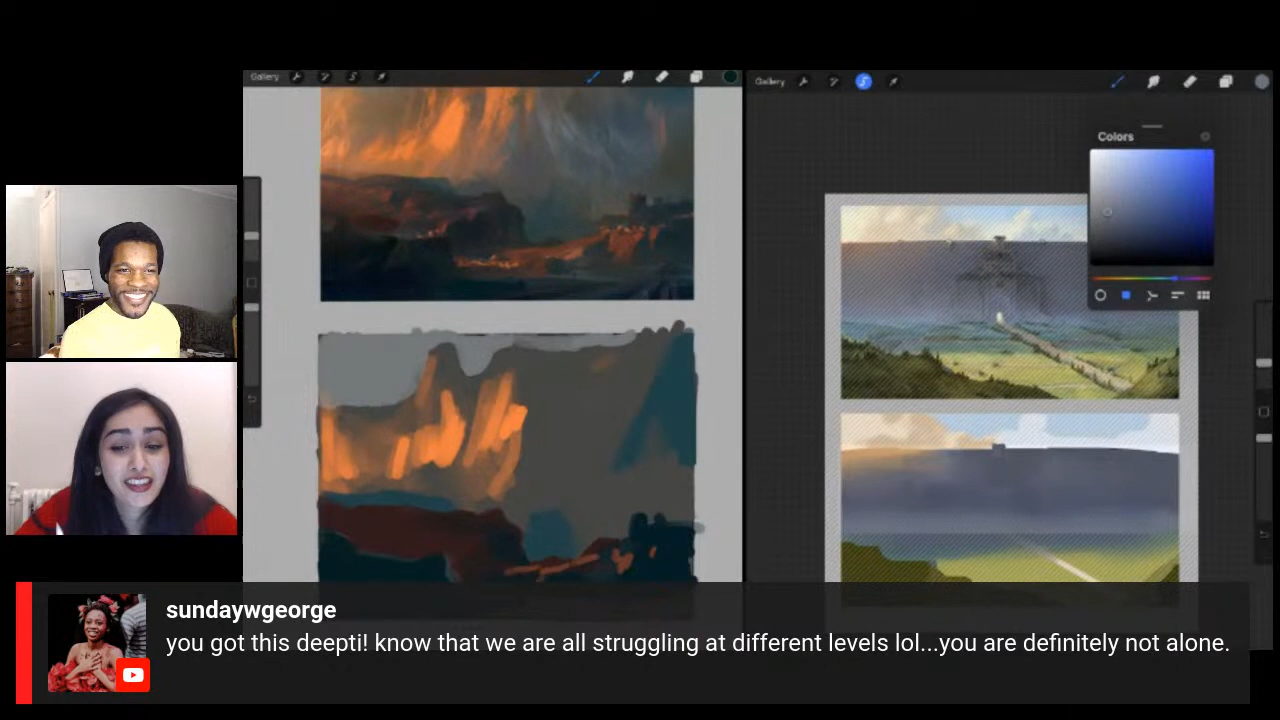 Gallery
Gallery
Colors
sundaywgeorge
you got this deepti! know that we are all struggling at different levels lol...you are definitely not alone.